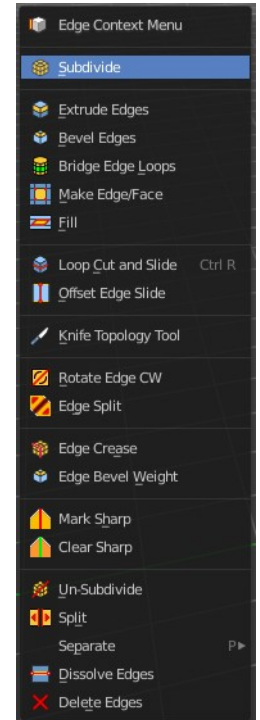 Edge Context Menu
Subdivide
Extrude Edges
Bevel Edges
Bridge Edge Loops
Make Edge/Face
Fill
Loop Cut and Slide Ctrl R
Offset Edge Slide
Knife Topology Tool
Rotate Edge CW
Edge Split
Edge Crease
Edge Bevel Weight
Mark Sharp
Clear Sharp
Un-Subdivide
Split
Separate P▶
Dissolve Edges
Delete Edges